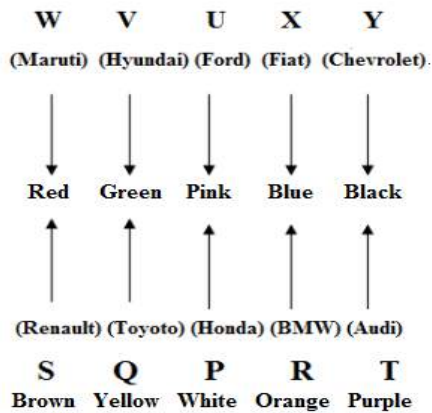 W V U X Y
(Maruti) (Hyundai) (Ford) (Fiat) (Chevrolet).
Red Green Pink Blue Black
(Renault) (Toyoto) (Honda) (BMW) (Audi)
S Q P R T
Brown Yellow White Orange Purple